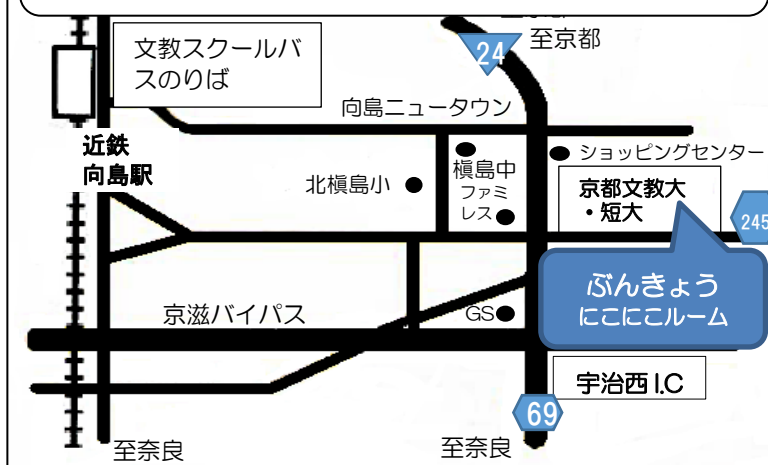 至京都
24
文教スクールバ
スのりば
向島ニュータウン
近鉄
向島駅
ショッピングセンター
槇島中
北槇島小
ファミ
レス
京都文教大
・短大
245
ぶんきょう
にこにこルーム
京滋バイパス
GS
宇治西I.C
69
至奈良
至奈良